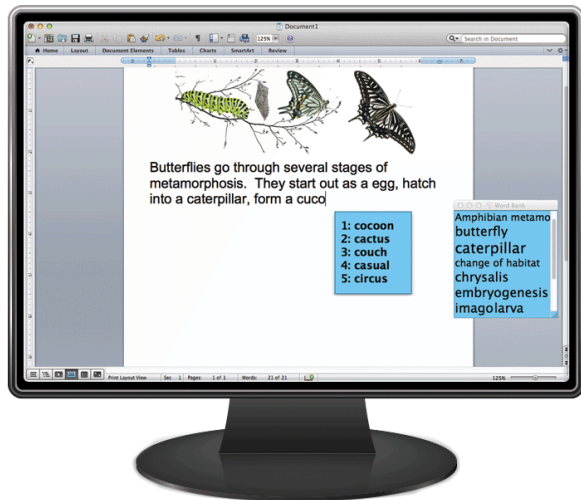 Document1
125%
Search in Document
Home Layout Document Elements Tables Charts SmartArt Review
Butterflies go through several stages of
metamorphosis. They start out as a egg, hatch
into a caterpillar, form a cuco
1: cocoon
2: cactus
3: couch
4: casual
5: circus
Word Bank
Amphibian metamo
butterfly
caterpillar
change of habitat
chrysalis
embryogenesis
imagolarva
Print Layout View Sec 1 Pages: 1 of 1 Words: 21 of 21 125%